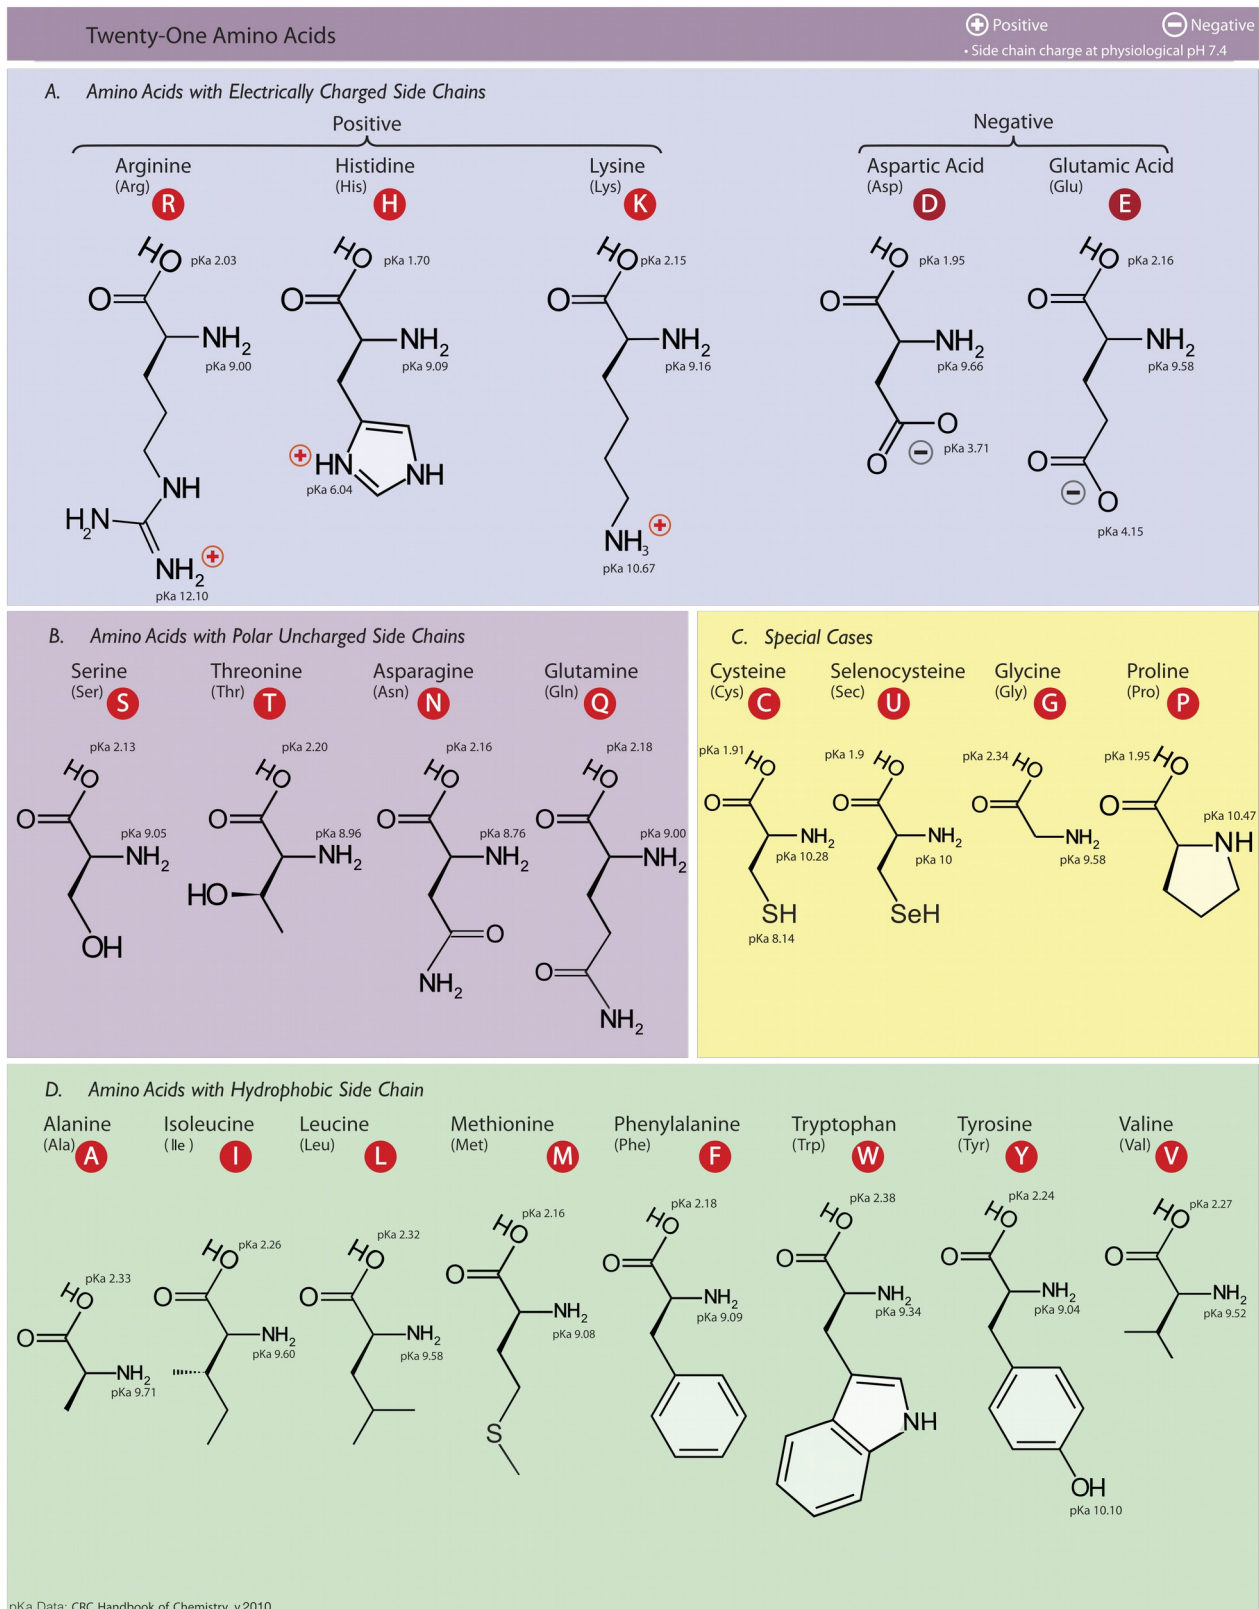 Twenty-One Amino Acids
Positive
Negative
• Side chain charge at physiological pH 7.4
A. Amino Acids with Electrically Charged Side Chains
Positive
Negative
Arginine
(Arg)
R
Histidine
(His)
H
Lysine
(Lys)
K
Aspartic Acid
(Asp)
D
Glutamic Acid
(Glu)
E
HO pKa 2.03
O
NH2
pKa 9.00
NH
H2N
NH2
pKa 12.10
HO pKa 1.70
O
NH2
pKa 9.09
HN
NH
pKa 6.04
HO pKa 2.15
O
NH2
pKa 9.16
NH3
pKa 10.67
HO pKa 1.95
O
NH2
pKa 9.66
O
O
pKa 3.71
HO pKa 2.16
O
NH2
pKa 9.58
O
O
pKa 4.15
B. Amino Acids with Polar Uncharged Side Chains
Serine
(Ser)
S
Threonine
(Thr)
T
Asparagine
(Asn)
N
Glutamine
(Gln)
Q
pKa 2.13
HO
O
pKa 9.05
NH2
OH
pKa 2.20
HO
O
pKa 8.96
NH2
HO
pKa 2.16
HO
O
pKa 8.76
NH2
O
NH2
pKa 2.18
HO
O
pKa 9.00
NH2
O
NH2
C. Special Cases
Cysteine
(Cys)
C
Selenocysteine
(Sec)
U
Glycine
(Gly)
G
Proline
(Pro)
P
pKa 1.91 HO
O
NH2
pKa 10.28
SH
pKa 8.14
pKa 1.9 HO
O
NH2
pKa 10
SeH
pKa 2.34 HO
O
NH2
pKa 9.58
pKa 1.95 HO
O
pKa 10.47
NH
D. Amino Acids with Hydrophobic Side Chain
Alanine
(Ala)
A
Isoleucine
(Ile )
I
Leucine
(Leu)
L
Methionine
(Met)
M
Phenylalanine
(Phe)
F
Tryptophan
(Trp)
W
Tyrosine
(Tyr)
Y
Valine
(Val)
V
pKa 2.33
HO
O
NH2
pKa 9.71
pKa 2.26
HO
O
NH2
pKa 9.60
pKa 2.32
HO
O
NH2
pKa 9.58
pKa 2.16
HO
O
NH2
pKa 9.08
S
pKa 2.18
HO
O
NH2
pKa 9.09
pKa 2.38
HO
O
NH2
pKa 9.34
NH
pKa 2.24
HO
O
NH2
pKa 9.04
OH
pKa 10.10
pKa 2.27
HO
O
NH2
pKa 9.52
pKa Data: CRC Handbook of Chemistry, v.2010